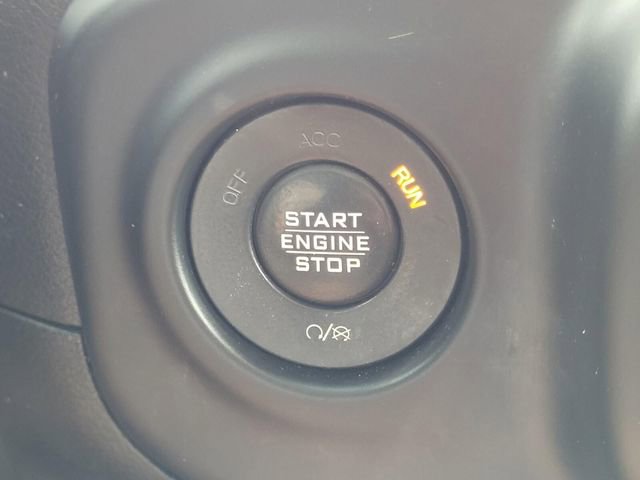 ACC
OFF
RUN
START
ENGINE
STOP